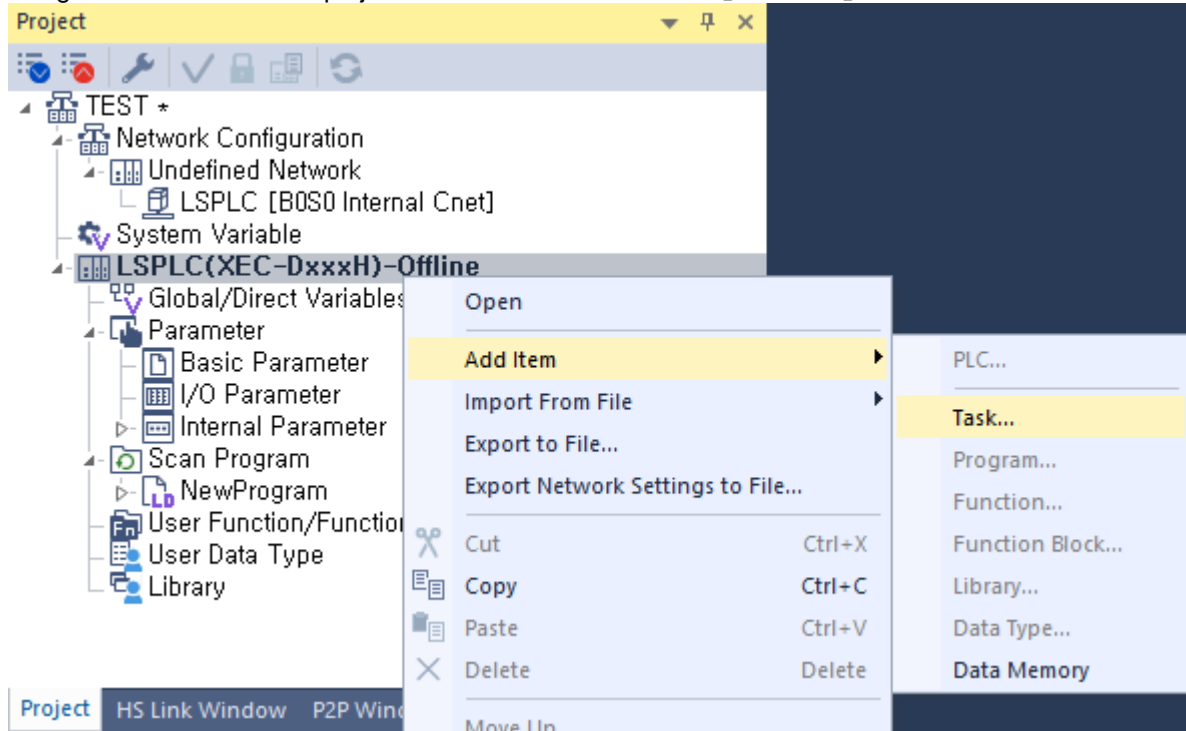 Project
TEST *
Network Configuration
Undefined Network
LSPLC [B0S0 Internal Cnet]
System Variable
LSPLC(XEC-DxxxH)-Offline
Global/Direct Variables
Parameter
Basic Parameter
I/O Parameter
Internal Parameter
Scan Program
NewProgram
User Function/Function
User Data Type
Library
Open
Add Item
Import From File
Export to File...
Export Network Settings to File...
Cut Ctrl+X
Copy Ctrl+C
Paste Ctrl+V
Delete Delete
Move Up
PLC...
Task...
Program...
Function...
Function Block...
Library...
Data Type...
Data Memory
Project HS Link Window P2P Wind